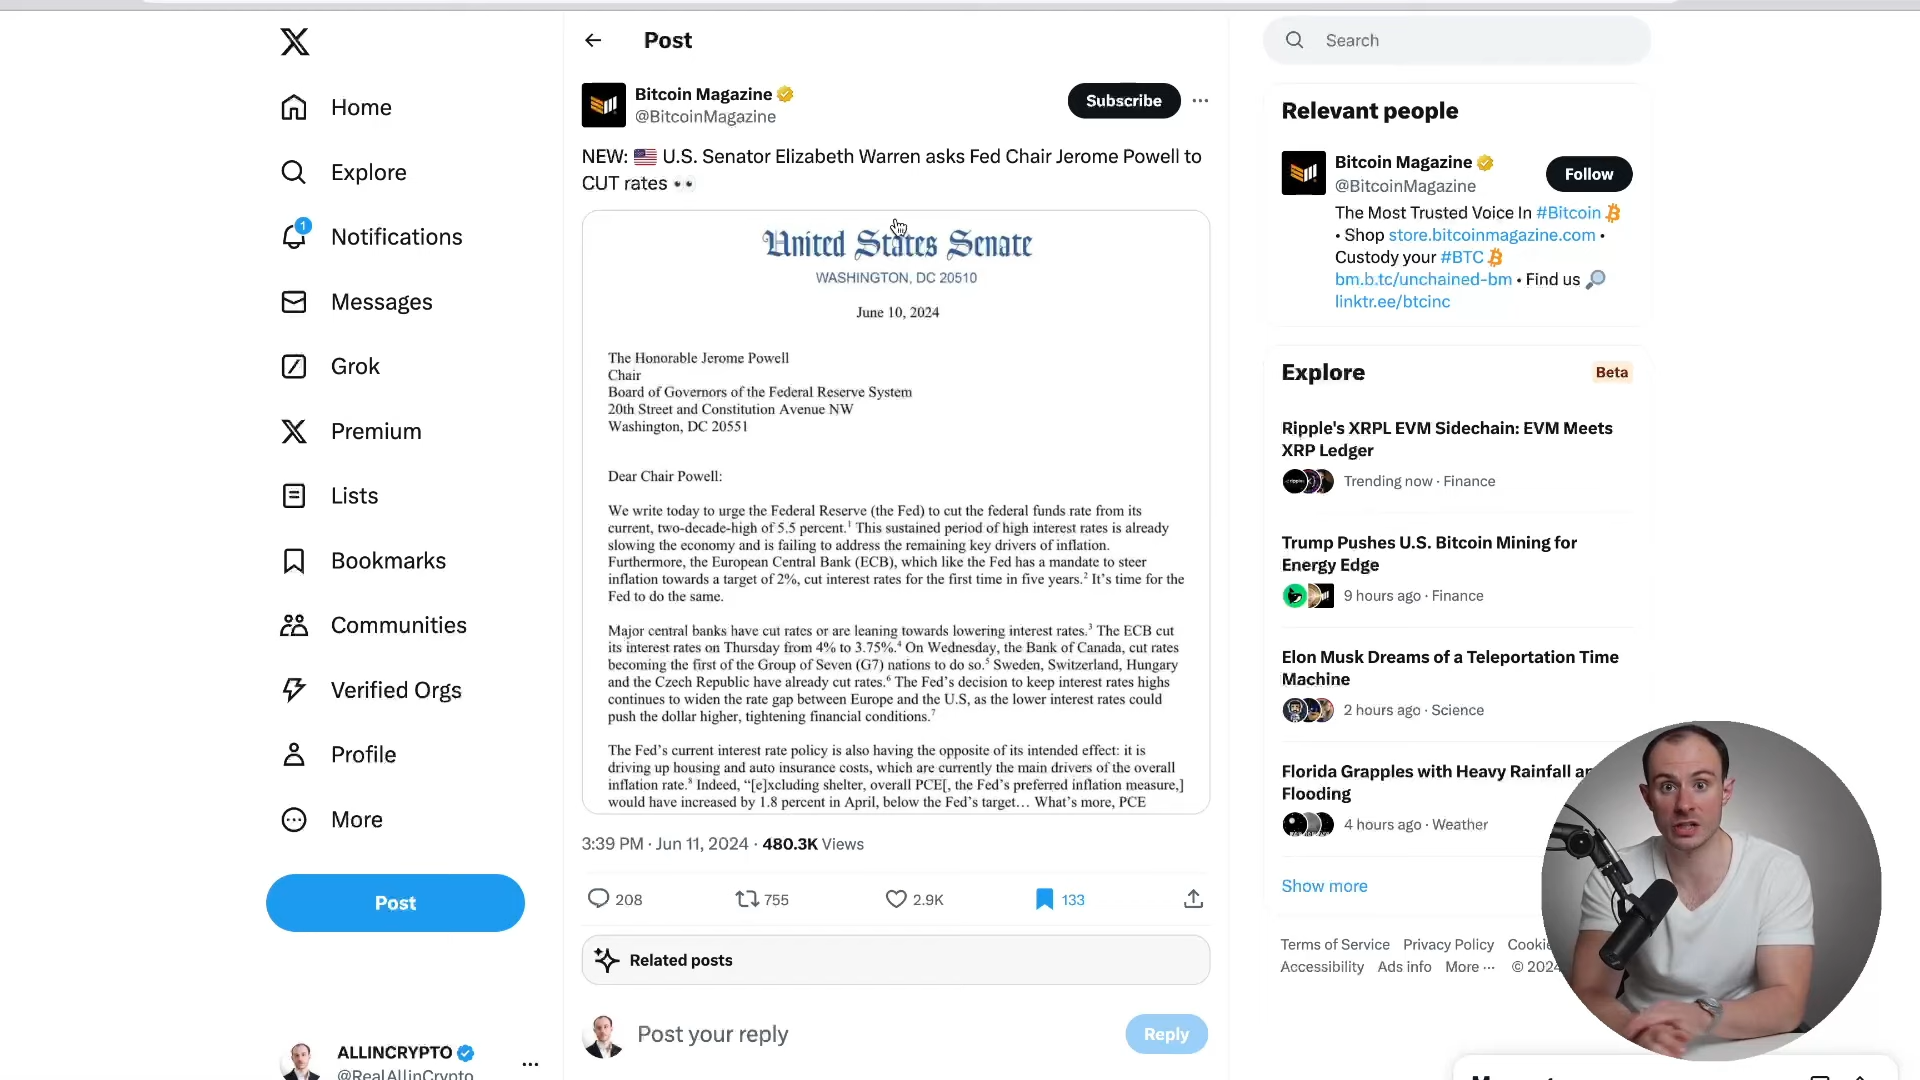 Home
Explore
1
Notifications
Messages
Grok
Premium
Lists
Bookmarks
Communities
Verified Orgs
Profile
More
Post
ALLINCRYPTO
@RealAllinCrypto
Post
Bitcoin Magazine
@BitcoinMagazine
Subscribe
NEW: 🇺🇸 U.S. Senator Elizabeth Warren asks Fed Chair Jerome Powell to
CUT rates 👀
United States Senate
WASHINGTON, DC 20510
June 10, 2024
The Honorable Jerome Powell
Chair
Board of Governors of the Federal Reserve System
20th Street and Constitution Avenue NW
Washington, DC 20551
Dear Chair Powell:
We write today to urge the Federal Reserve (the Fed) to cut the federal funds rate from its
current, two-decade-high of 5.5 percent.¹ This sustained period of high interest rates is already
slowing the economy and is failing to address the remaining key drivers of inflation.
Furthermore, the European Central Bank (ECB), which like the Fed has a mandate to steer
inflation towards a target of 2%, cut interest rates for the first time in five years.² It's time for the
Fed to do the same.
Major central banks have cut rates or are leaning towards lowering interest rates.³ The ECB cut
its interest rates on Thursday from 4% to 3.75%.⁴ On Wednesday, the Bank of Canada, cut rates
becoming the first of the Group of Seven (G7) nations to do so.⁵ Sweden, Switzerland, Hungary
and the Czech Republic have already cut rates.⁶ The Fed's decision to keep interest rates highs
continues to widen the rate gap between Europe and the U.S, as the lower interest rates could
push the dollar higher, tightening financial conditions.⁷
The Fed's current interest rate policy is also having the opposite of its intended effect: it is
driving up housing and auto insurance costs, which are currently the main drivers of the overall
inflation rate.⁸ Indeed, “[e]xcluding shelter, overall PCE[, the Fed's preferred inflation measure,]
would have increased by 1.8 percent in April, below the Fed's target… What's more, PCE
3:39 PM · Jun 11, 2024 · 480.3K Views
208
755
2.9K
133
Related posts
Post your reply
Reply
Search
Relevant people
Bitcoin Magazine
@BitcoinMagazine
Follow
The Most Trusted Voice In #Bitcoin
• Shop store.bitcoinmagazine.com •
Custody your #BTC
bm.b.tc/unchained-bm • Find us 🔎
linktr.ee/btcinc
Explore
Beta
Ripple's XRPL EVM Sidechain: EVM Meets
XRP Ledger
Trending now · Finance
Trump Pushes U.S. Bitcoin Mining for
Energy Edge
9 hours ago · Finance
Elon Musk Dreams of a Teleportation Time
Machine
2 hours ago · Science
Florida Grapples with Heavy Rainfall
Flooding
4 hours ago · Weather
Show more
Terms of Service Privacy Policy
Accessibility Ads info More ··· © 2024